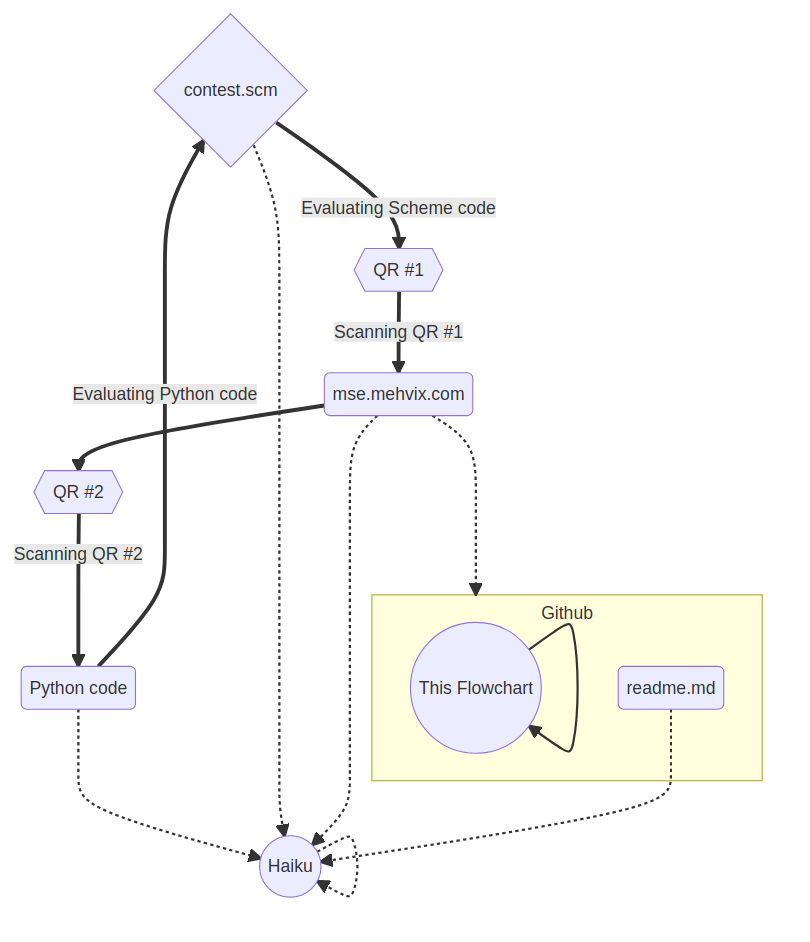 contest.scm
Evaluating Scheme code
QR #1
Scanning QR #1
mse.mehvix.com
Evaluating Python code
QR #2
Scanning QR #2
Github
Python code
This Flowchart
readme.md
Haiku